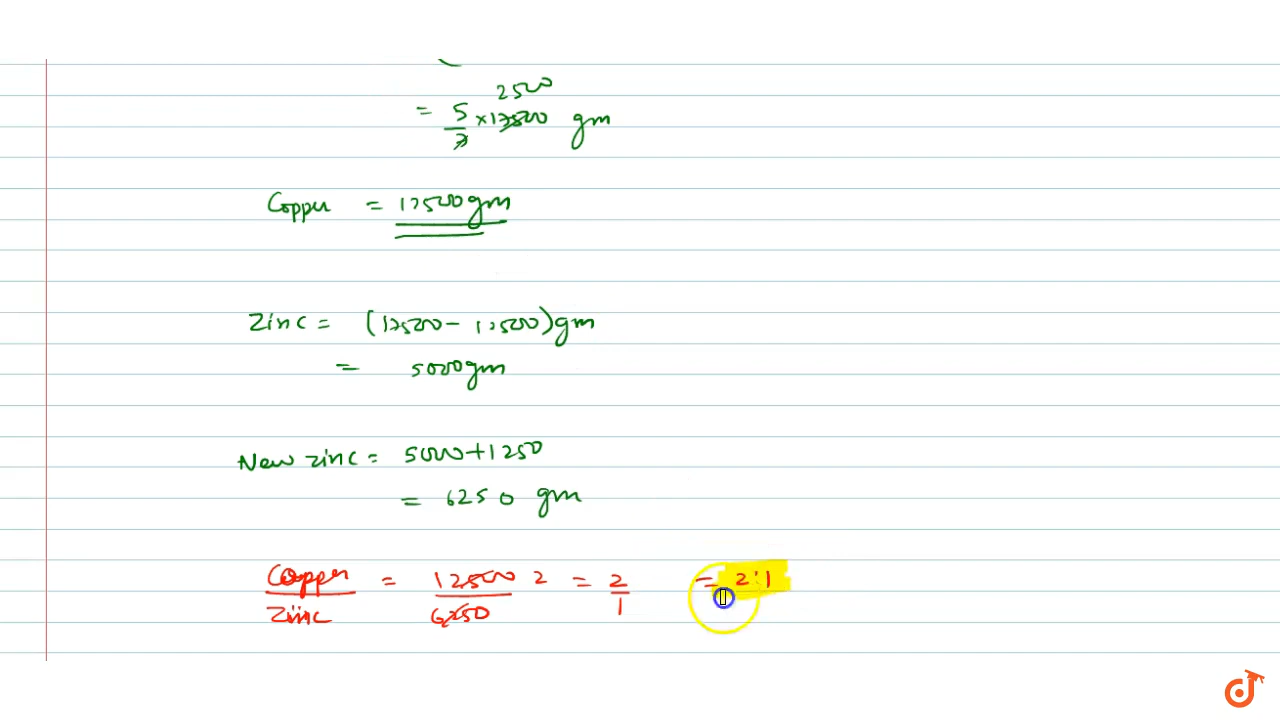 2500
= 5/7 × 17500 gm
Copper = 12500 gm
Zinc = (17500 - 12500) gm
= 5000 gm
New zinc = 5000 + 1250
= 6250 gm
Copper/Zinc = 12500/6250 2 = 2/1 = 2:1